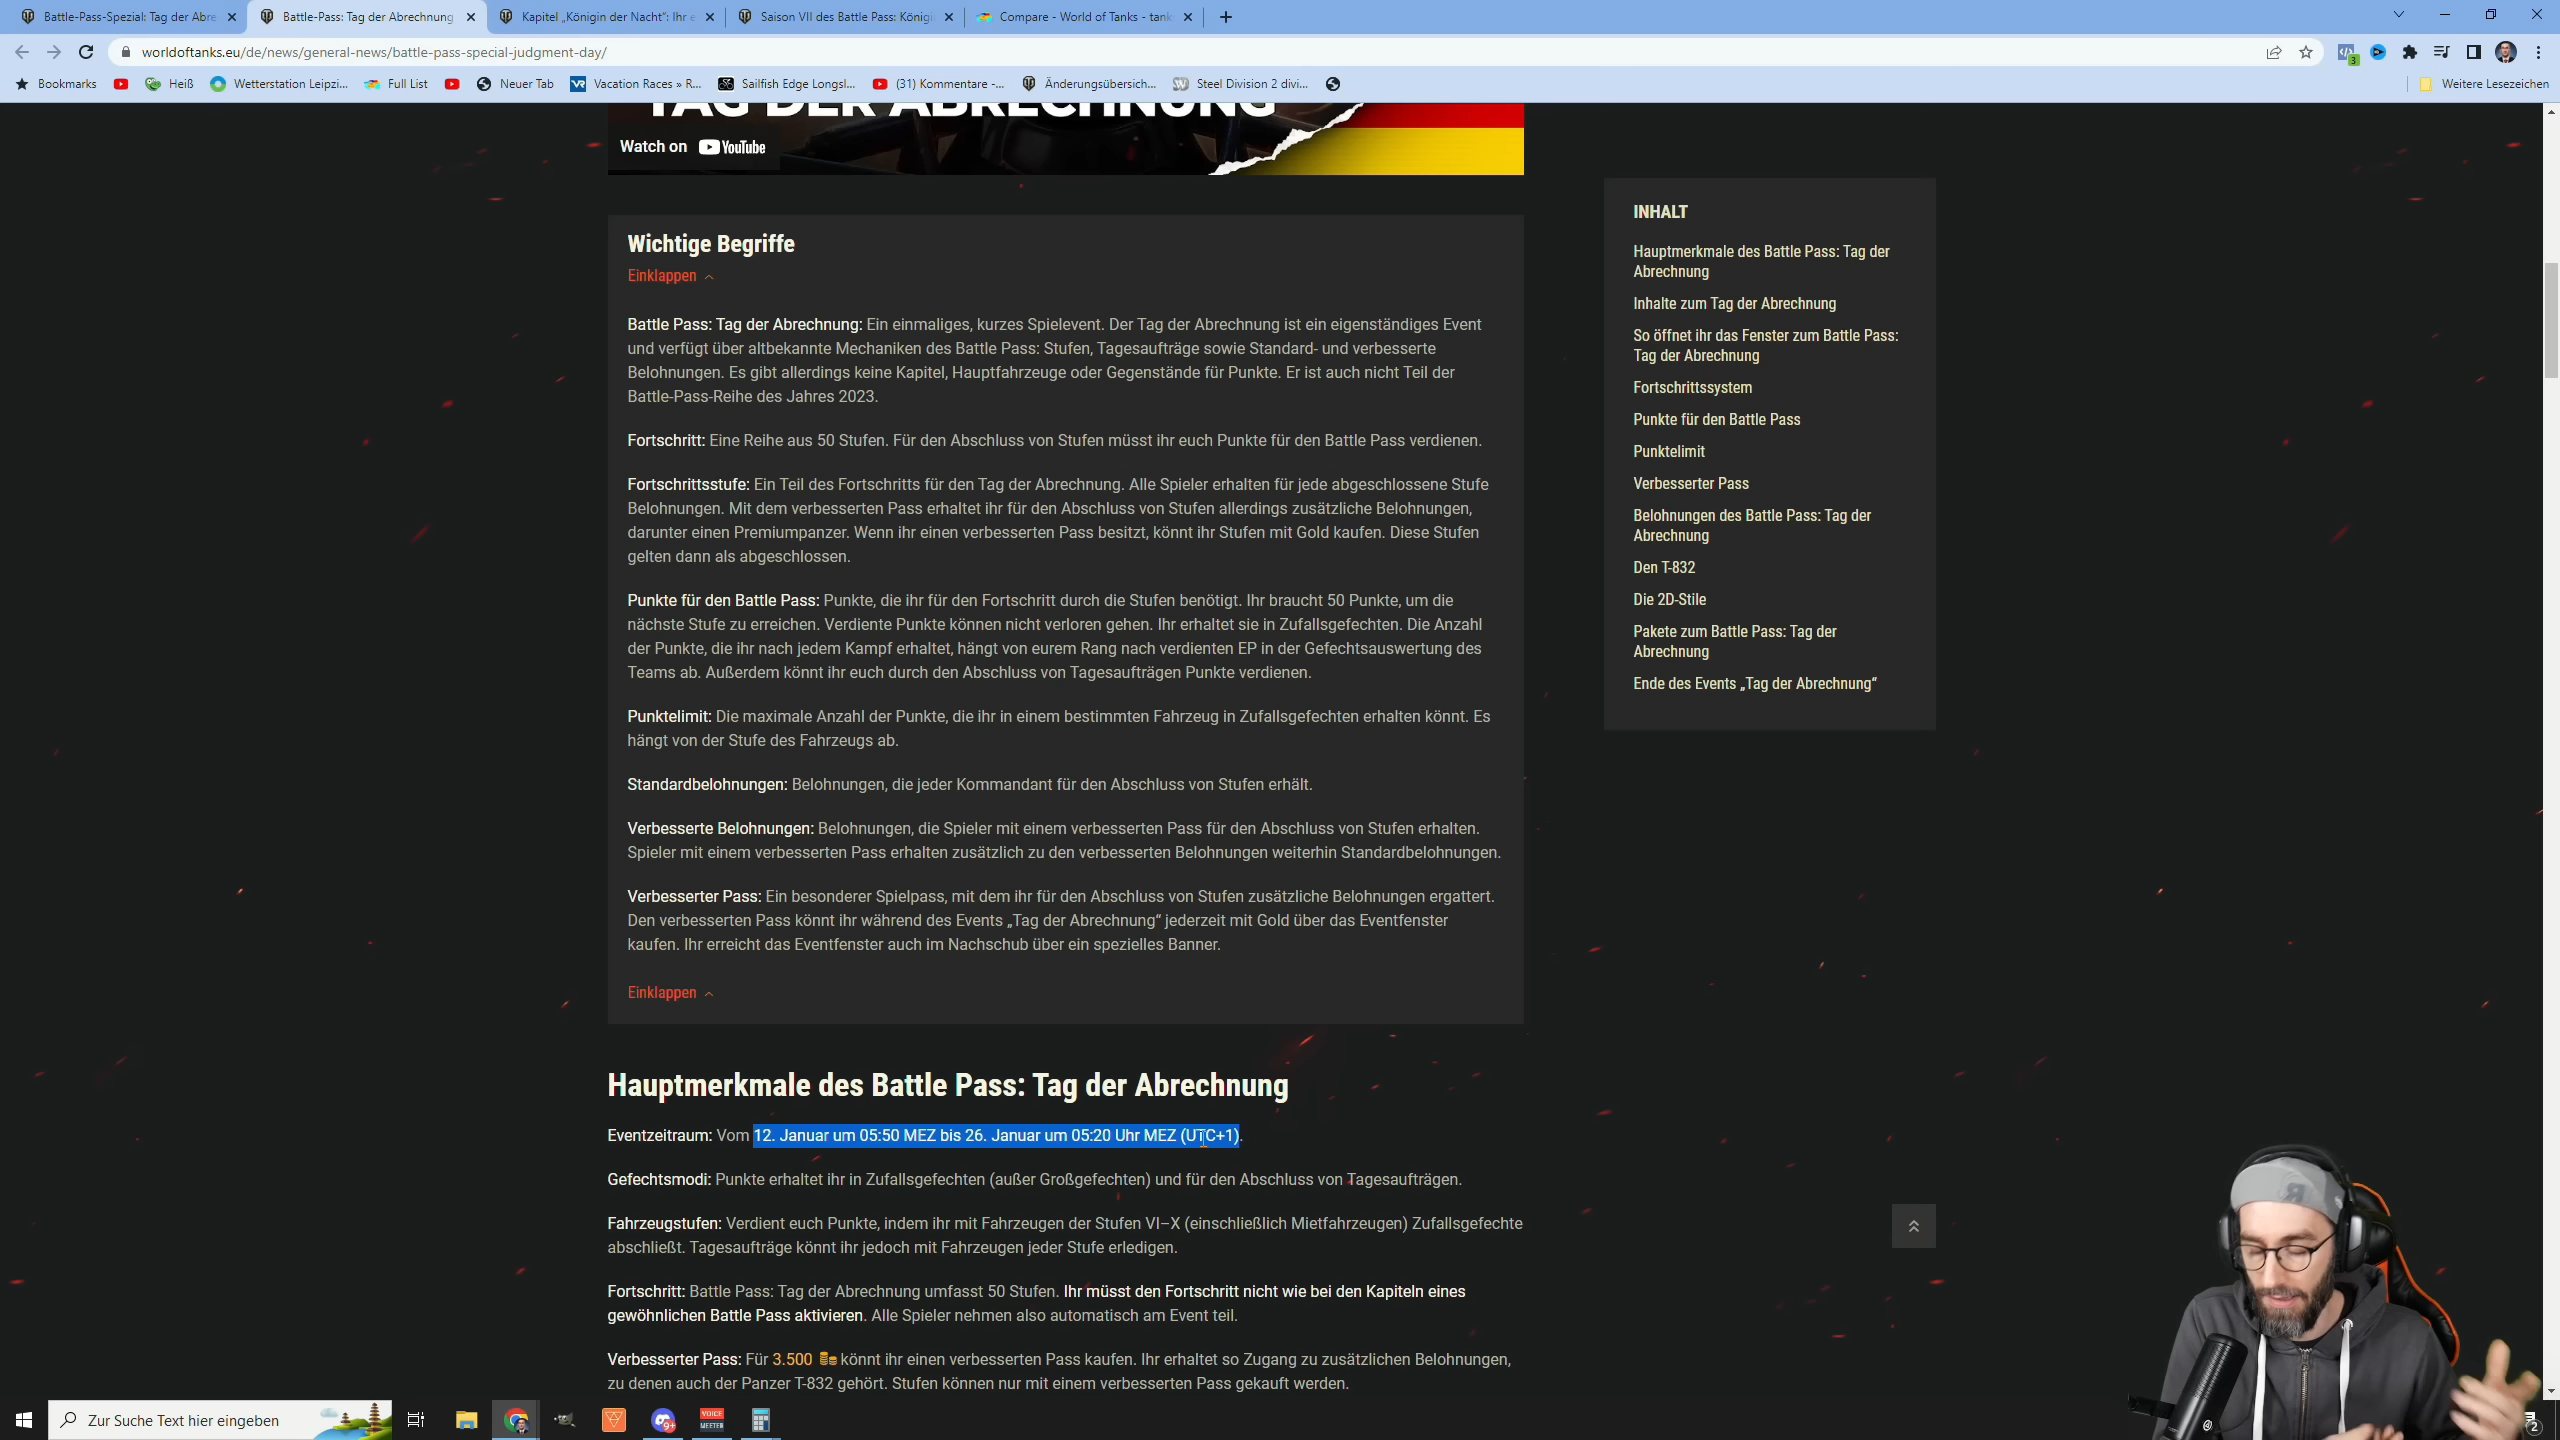 Battle-Pass-Spezial: Tag der Abre
Battle-Pass: Tag der Abrechnung
Kapitel „Königin der Nacht“: Ihr e
Saison VII des Battle Pass: Königi
Compare - World of Tanks - tank
worldoftanks.eu/de/news/general-news/battle-pass-special-judgment-day/
3
Bookmarks
Heiß
Wetterstation Leipzi...
Full List
Neuer Tab
Vacation Races » R...
Sailfish Edge Longsl...
(31) Kommentare -...
Änderungsübersich...
Steel Division 2 divi...
Weitere Lesezeichen
TAG DER ABRECHNUNG
Watch on YouTube
Wichtige Begriffe
Einklappen
Battle Pass: Tag der Abrechnung: Ein einmaliges, kurzes Spielevent. Der Tag der Abrechnung ist ein eigenständiges Event
und verfügt über altbekannte Mechaniken des Battle Pass: Stufen, Tagesaufträge sowie Standard- und verbesserte
Belohnungen. Es gibt allerdings keine Kapitel, Hauptfahrzeuge oder Gegenstände für Punkte. Er ist auch nicht Teil der
Battle-Pass-Reihe des Jahres 2023.
Fortschritt: Eine Reihe aus 50 Stufen. Für den Abschluss von Stufen müsst ihr euch Punkte für den Battle Pass verdienen.
Fortschrittsstufe: Ein Teil des Fortschritts für den Tag der Abrechnung. Alle Spieler erhalten für jede abgeschlossene Stufe
Belohnungen. Mit dem verbesserten Pass erhaltet ihr für den Abschluss von Stufen allerdings zusätzliche Belohnungen,
darunter einen Premiumpanzer. Wenn ihr einen verbesserten Pass besitzt, könnt ihr Stufen mit Gold kaufen. Diese Stufen
gelten dann als abgeschlossen.
Punkte für den Battle Pass: Punkte, die ihr für den Fortschritt durch die Stufen benötigt. Ihr braucht 50 Punkte, um die
nächste Stufe zu erreichen. Verdiente Punkte können nicht verloren gehen. Ihr erhaltet sie in Zufallsgefechten. Die Anzahl
der Punkte, die ihr nach jedem Kampf erhaltet, hängt von eurem Rang nach verdienten EP in der Gefechtsauswertung des
Teams ab. Außerdem könnt ihr euch durch den Abschluss von Tagesaufträgen Punkte verdienen.
Punktelimit: Die maximale Anzahl der Punkte, die ihr in einem bestimmten Fahrzeug in Zufallsgefechten erhalten könnt. Es
hängt von der Stufe des Fahrzeugs ab.
Standardbelohnungen: Belohnungen, die jeder Kommandant für den Abschluss von Stufen erhält.
Verbesserte Belohnungen: Belohnungen, die Spieler mit einem verbesserten Pass für den Abschluss von Stufen erhalten.
Spieler mit einem verbesserten Pass erhalten zusätzlich zu den verbesserten Belohnungen weiterhin Standardbelohnungen.
Verbesserter Pass: Ein besonderer Spielpass, mit dem ihr für den Abschluss von Stufen zusätzliche Belohnungen ergattert.
Den verbesserten Pass könnt ihr während des Events „Tag der Abrechnung“ jederzeit mit Gold über das Eventfenster
kaufen. Ihr erreicht das Eventfenster auch im Nachschub über ein spezielles Banner.
Einklappen
Hauptmerkmale des Battle Pass: Tag der Abrechnung
Eventzeitraum: Vom 12. Januar um 05:50 MEZ bis 26. Januar um 05:20 Uhr MEZ (UTC+1).
Gefechtsmodi: Punkte erhaltet ihr in Zufallsgefechten (außer Großgefechten) und für den Abschluss von Tagesaufträgen.
Fahrzeugstufen: Verdient euch Punkte, indem ihr mit Fahrzeugen der Stufen VI–X (einschließlich Mietfahrzeugen) Zufallsgefechte
abschließt. Tagesaufträge könnt ihr jedoch mit Fahrzeugen jeder Stufe erledigen.
Fortschritt: Battle Pass: Tag der Abrechnung umfasst 50 Stufen. Ihr müsst den Fortschritt nicht wie bei den Kapiteln eines
gewöhnlichen Battle Pass aktivieren. Alle Spieler nehmen also automatisch am Event teil.
Verbesserter Pass: Für 3.500 könnt ihr einen verbesserten Pass kaufen. Ihr erhaltet so Zugang zu zusätzlichen Belohnungen,
zu denen auch der Panzer T-832 gehört. Stufen können nur mit einem verbesserten Pass gekauft werden.
INHALT
Hauptmerkmale des Battle Pass: Tag der
Abrechnung
Inhalte zum Tag der Abrechnung
So öffnet ihr das Fenster zum Battle Pass:
Tag der Abrechnung
Fortschrittssystem
Punkte für den Battle Pass
Punktelimit
Verbesserter Pass
Belohnungen des Battle Pass: Tag der
Abrechnung
Den T-832
Die 2D-Stile
Pakete zum Battle Pass: Tag der
Abrechnung
Ende des Events „Tag der Abrechnung“
Zur Suche Text hier eingeben
9+
VOICE
MEETER
2